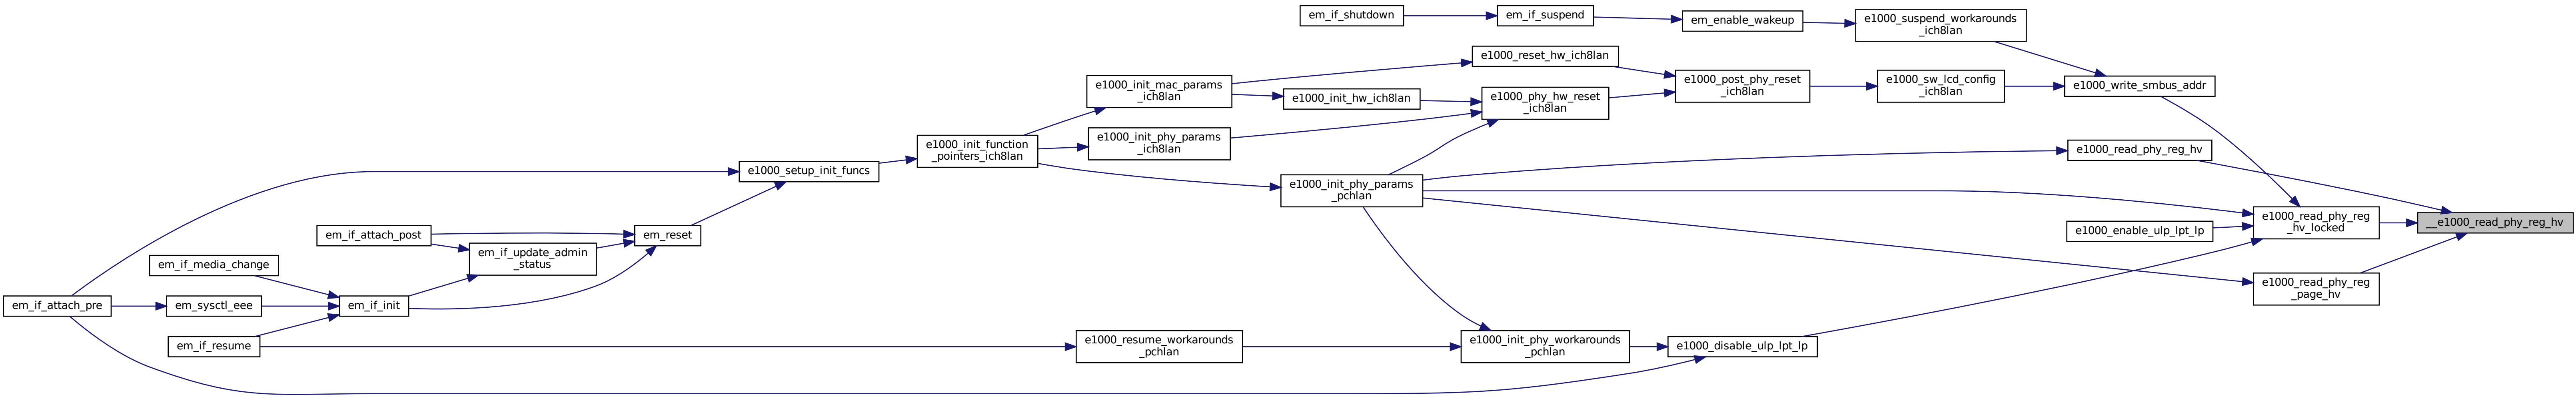 em_if_shutdown
em_if_suspend
em_enable_wakeup
e1000_suspend_workarounds
_ich8lan
e1000_reset_hw_ich8lan
e1000_init_mac_params
_ich8lan
e1000_init_hw_ich8lan
e1000_phy_hw_reset
_ich8lan
e1000_post_phy_reset
_ich8lan
e1000_sw_lcd_config
_ich8lan
e1000_write_smbus_addr
e1000_init_function
_pointers_ich8lan
e1000_init_phy_params
_ich8lan
e1000_read_phy_reg_hv
e1000_setup_init_funcs
e1000_init_phy_params
_pchlan
em_if_attach_post
em_reset
e1000_enable_ulp_lpt_lp
e1000_read_phy_reg
_hv_locked
__e1000_read_phy_reg_hv
em_if_media_change
em_if_update_admin
_status
e1000_read_phy_reg
_page_hv
em_if_attach_pre
em_sysctl_eee
em_if_init
em_if_resume
e1000_resume_workarounds
_pchlan
e1000_init_phy_workarounds
_pchlan
e1000_disable_ulp_lpt_lp